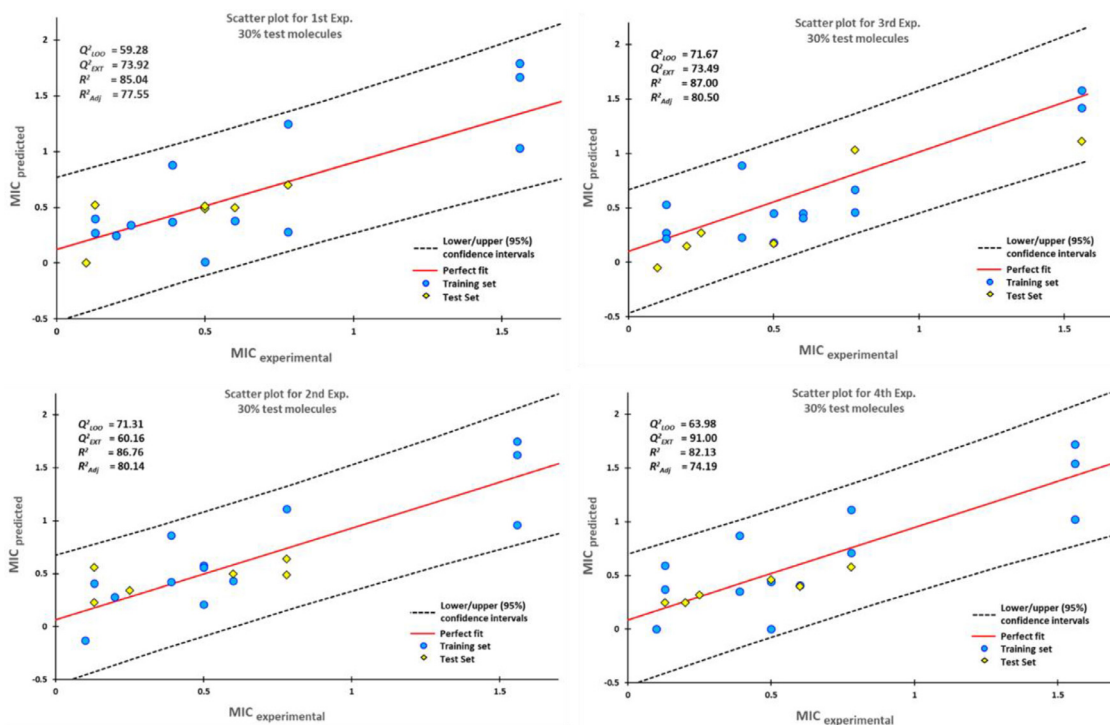 Scatter plot for 1st Exp.
30% test molecules
Q²LOO = 59.28
Q²EXT = 73.92
R² = 85.04
R²Adj = 77.55
MIC predicted
2
1.5
1
0.5
0
-0.5
0
0.5
1
1.5
Lower/upper (95%)
confidence intervals
Perfect fit
Training set
Test Set
MIC experimental
Scatter plot for 3rd Exp.
30% test molecules
Q²LOO = 71.67
Q²EXT = 73.49
R² = 87.00
R²Adj = 80.50
MIC predicted
2
1.5
1
0.5
0
-0.5
0
0.5
1
1.5
Lower/upper (95%)
confidence intervals
Perfect fit
Training set
Test Set
MIC experimental
Scatter plot for 2nd Exp.
30% test molecules
Q²LOO = 71.31
Q²EXT = 60.16
R² = 86.76
R²Adj = 80.14
MIC predicted
2
1.5
1
0.5
0
-0.5
0
0.5
1
1.5
Lower/upper (95%)
confidence intervals
Perfect fit
Training set
Test Set
MIC experimental
Scatter plot for 4th Exp.
30% test molecules
Q²LOO = 63.98
Q²EXT = 91.00
R² = 82.13
R²Adj = 74.19
MIC predicted
2
1.5
1
0.5
0
-0.5
0
0.5
1
1.5
Lower/upper (95%)
confidence intervals
Perfect fit
Training set
Test Set
MIC experimental